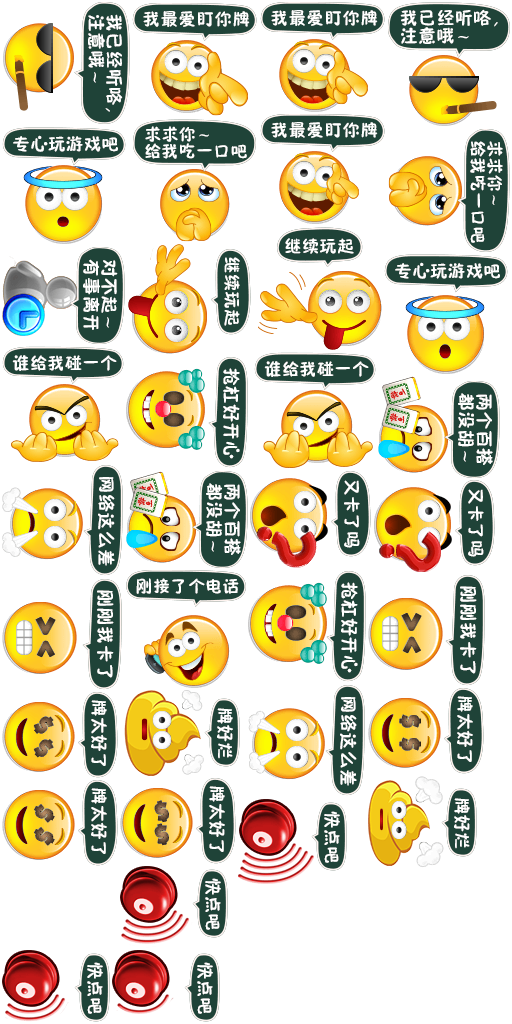 我已经听咯,
注意哦~
我最爱盯你牌
我最爱盯你牌
我已经听咯,
注意哦~
专心玩游戏吧
求求你~
给我吃一口吧
我最爱盯你牌
求求你~
给我吃一口吧
对不起~
有事离开
继续玩起
继续玩起
专心玩游戏吧
谁给我碰一个
抢杠好开心
谁给我碰一个
两个百搭
都没胡~
网络这么差
两个百搭
都没胡~
又卡了吗
又卡了吗
刚刚我卡了
刚接了个电话
抢杠好开心
刚刚我卡了
牌太好了
牌好烂
网络这么差
牌太好了
牌太好了
牌太好了
快点吧
牌好烂
快点吧
快点吧
快点吧